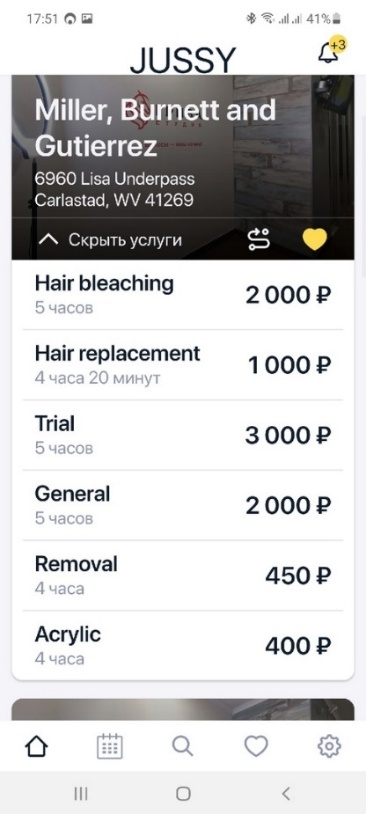 17:51 41%
JUSSY +3
Miller, Burnett and
Gutierrez
6960 Lisa Underpass
Carlastad, WV 41269
Скрыть услуги
Hair bleaching 2 000 ₽
5 часов
Hair replacement 1 000 ₽
4 часа 20 минут
Trial 3 000 ₽
5 часов
General 2 000 ₽
5 часов
Removal 450 ₽
4 часа
Acrylic 400 ₽
4 часа